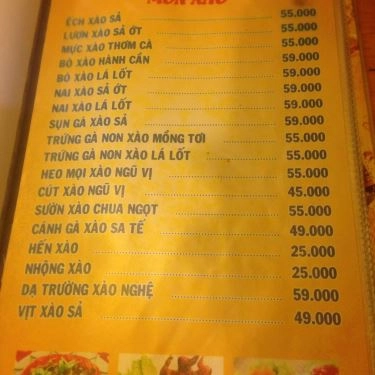 MÓN XÀO
ẾCH XÀO SẢ 55.000
LƯƠN XÀO SẢ ỚT 55.000
MỰC XÀO THƠM CÀ 55.000
BÒ XÀO HÀNH CẦN 59.000
BÒ XÀO LÁ LỐT 59.000
NAI XÀO SẢ ỚT 59.000
NAI XÀO LÁ LỐT 59.000
SỤN GÀ XÀO SẢ 59.000
TRỨNG GÀ NON XÀO MỒNG TƠI 55.000
TRỨNG GÀ NON XÀO LÁ LỐT 55.000
HEO MỌI XÀO NGŨ VỊ 55.000
CÚT XÀO NGŨ VỊ 45.000
SƯỜN XÀO CHUA NGỌT 55.000
CÁNH GÀ XÀO SA TẾ 49.000
HẾN XÀO 25.000
NHỘNG XÀO 25.000
DẠ TRƯỜNG XÀO NGHỆ 59.000
VỊT XÀO SẢ 49.000